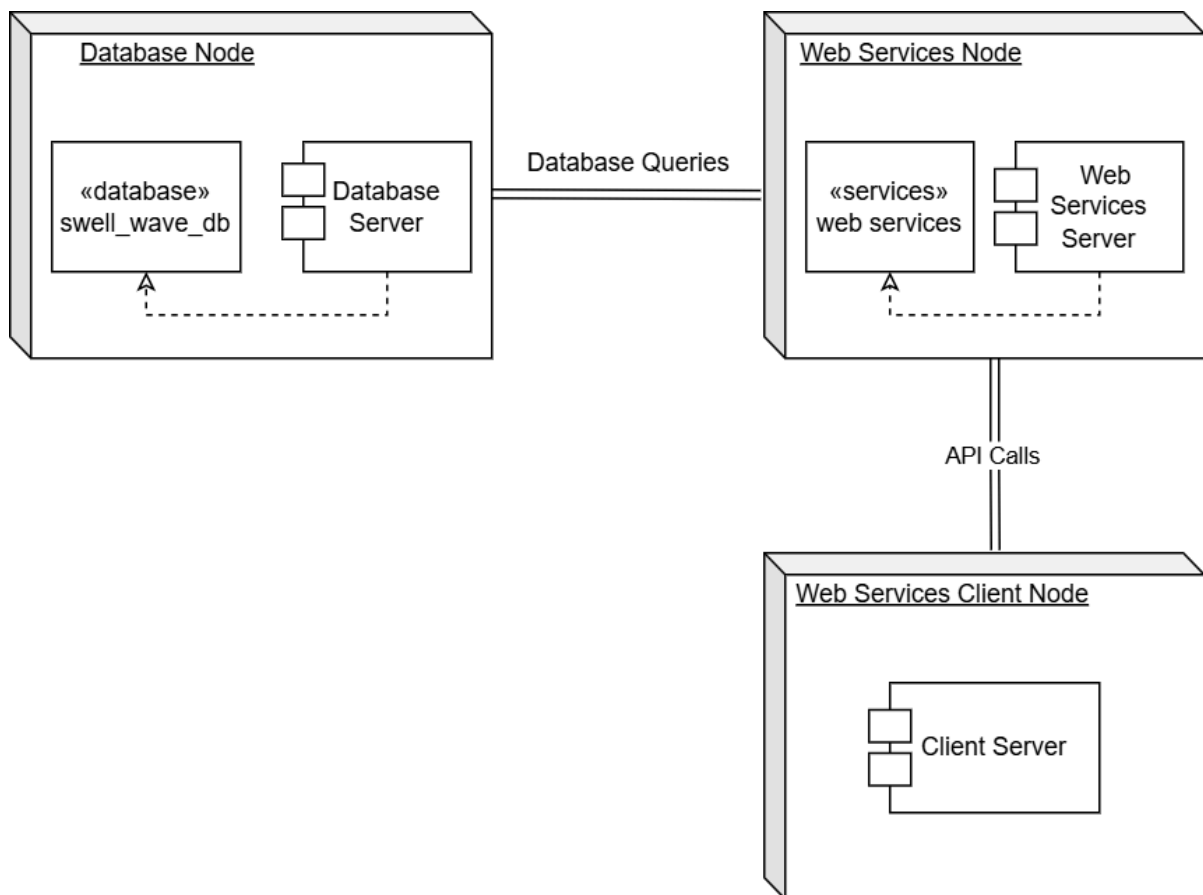 Database Node
«database»
swell_wave_db
Database
Server
Database Queries
Web Services Node
«services»
web services
Web
Services
Server
API Calls
Web Services Client Node
Client Server